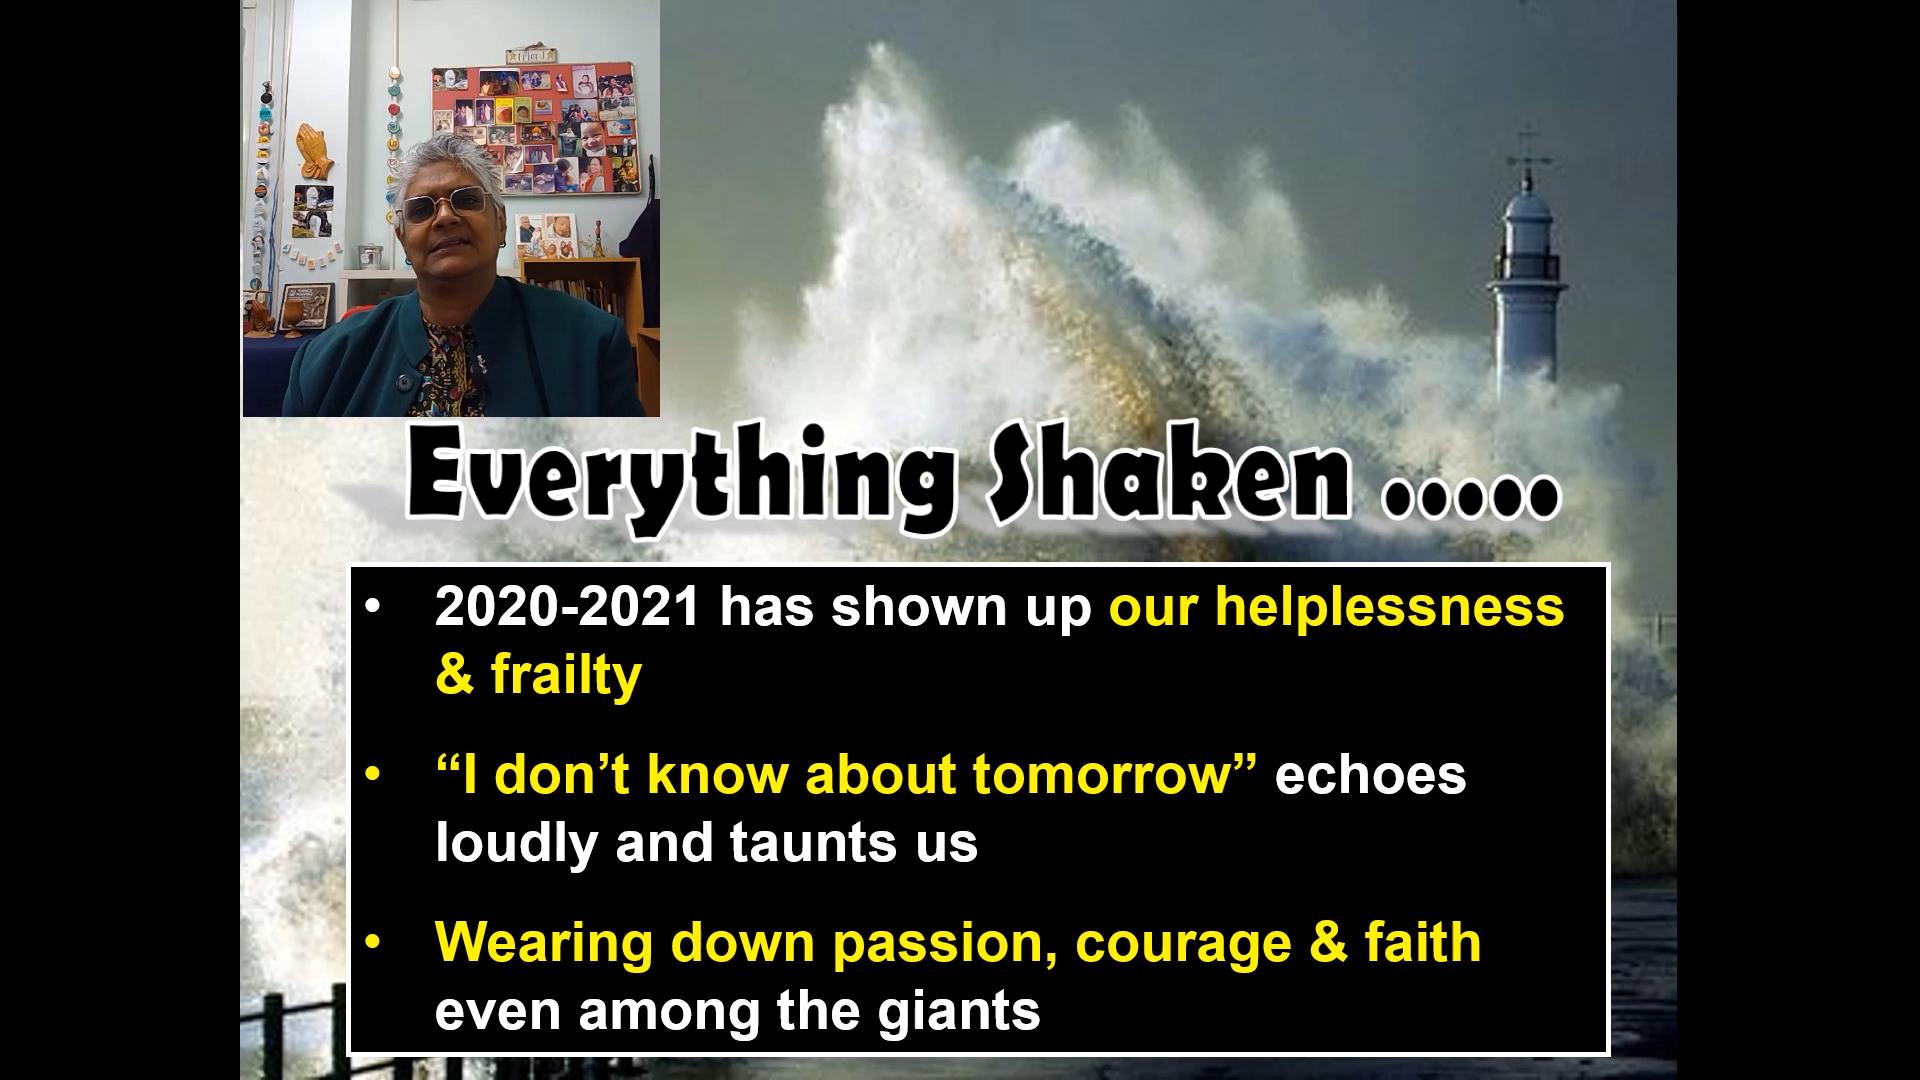 Everything Shaken .....
• 2020-2021 has shown up our helplessness
& frailty
• “I don’t know about tomorrow” echoes
loudly and taunts us
• Wearing down passion, courage & faith
even among the giants